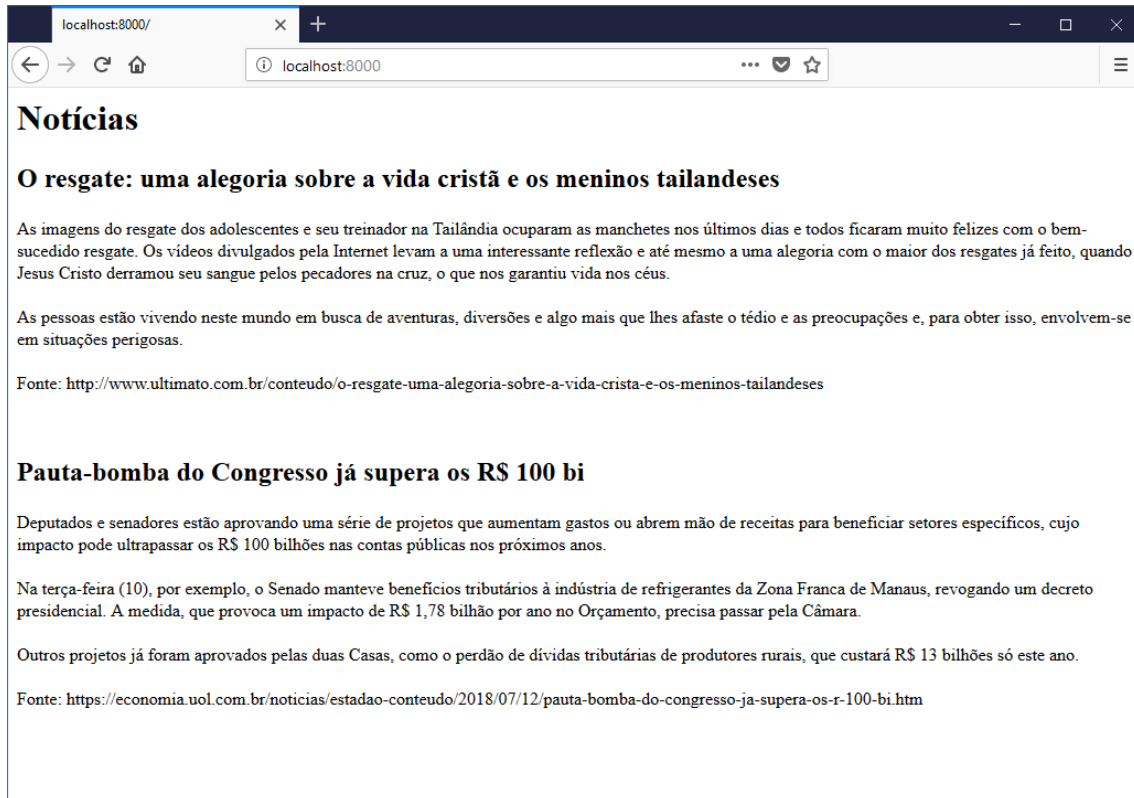 localhost:8000/
localhost:8000
Notícias
O resgate: uma alegoria sobre a vida cristã e os meninos tailandeses
As imagens do resgate dos adolescentes e seu treinador na Tailândia ocuparam as manchetes nos últimos dias e todos ficaram muito felizes com o bem-
sucedido resgate. Os vídeos divulgados pela Internet levam a uma interessante reflexão e até mesmo a uma alegoria com o maior dos resgates já feito, quando
Jesus Cristo derramou seu sangue pelos pecadores na cruz, o que nos garantiu vida nos céus.
As pessoas estão vivendo neste mundo em busca de aventuras, diversões e algo mais que lhes afaste o tédio e as preocupações e, para obter isso, envolvem-se
em situações perigosas.
Fonte: http://www.ultimato.com.br/conteudo/o-resgate-uma-alegoria-sobre-a-vida-crista-e-os-meninos-tailandeses
Pauta-bomba do Congresso já supera os R$ 100 bi
Deputados e senadores estão aprovando uma série de projetos que aumentam gastos ou abrem mão de receitas para beneficiar setores específicos, cujo
impacto pode ultrapassar os R$ 100 bilhões nas contas públicas nos próximos anos.
Na terça-feira (10), por exemplo, o Senado manteve benefícios tributários à indústria de refrigerantes da Zona Franca de Manaus, revogando um decreto
presidencial. A medida, que provoca um impacto de R$ 1,78 bilhão por ano no Orçamento, precisa passar pela Câmara.
Outros projetos já foram aprovados pelas duas Casas, como o perdão de dívidas tributárias de produtores rurais, que custará R$ 13 bilhões só este ano.
Fonte: https://economia.uol.com.br/noticias/estadao-conteudo/2018/07/12/pauta-bomba-do-congresso-ja-supera-os-r-100-bi.htm